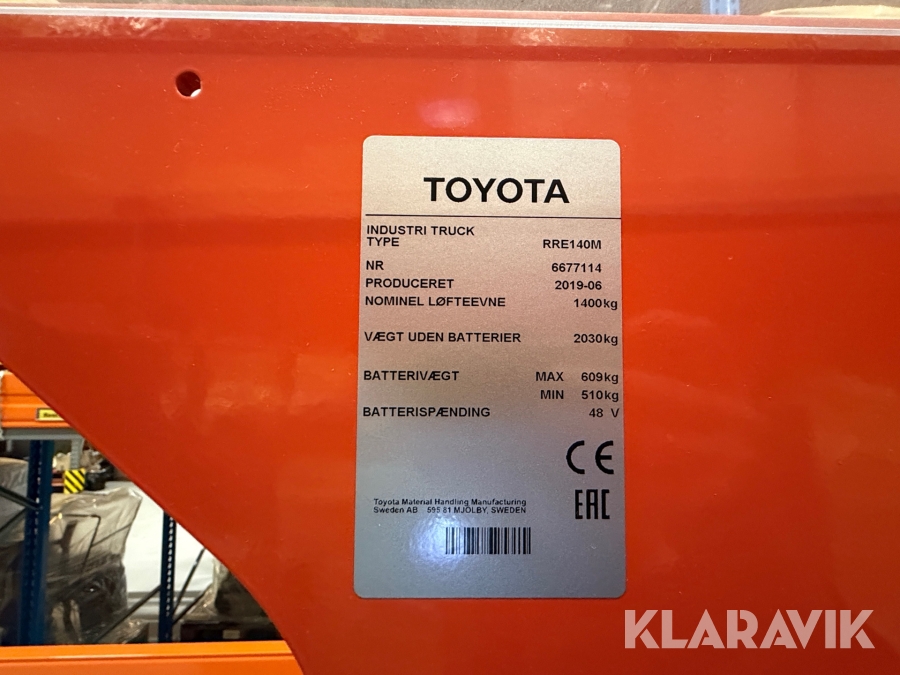 TOYOTA
INDUSTRI TRUCK
TYPE RRE140M
NR 6677114
PRODUCERET 2019-06
NOMINEL LØFTEEVNE 1400kg
VÆGT UDEN BATTERIER 2030kg
BATTERIVÆGT MAX 609kg
MIN 510kg
BATTERISPÆNDING 48 V
CE
EAC
Toyota Material Handling Manufacturing
Sweden AB 595 81 MJÖLBY, SWEDEN
KLARAVIK